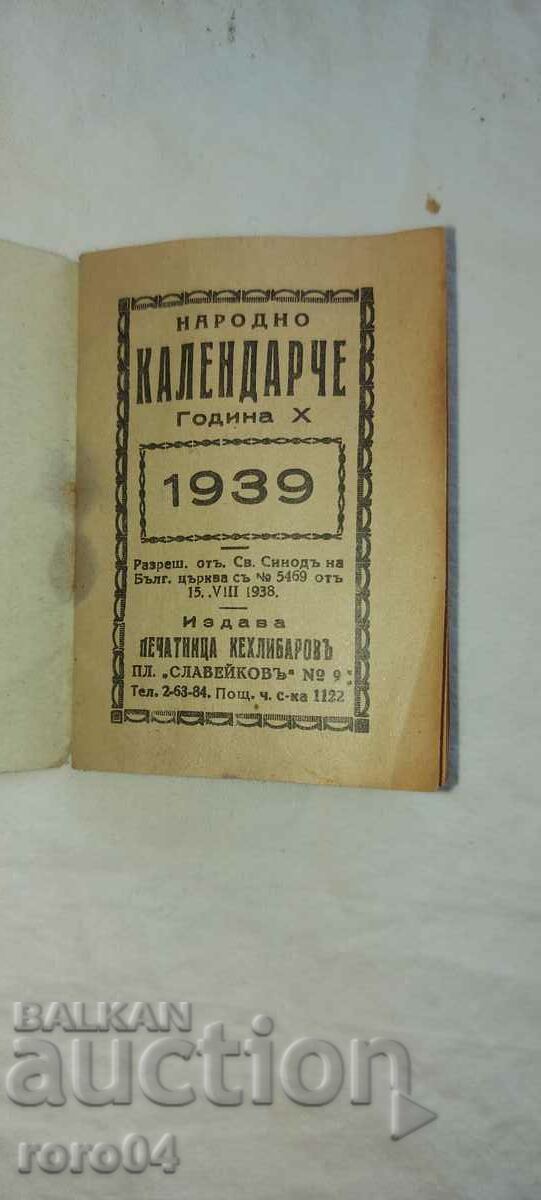 НАРОДНО
КАЛЕНДАРЧЕ
Година X
1939
Разреш. отъ Св. Синодъ на
Бълг. църква съ № 5469 отъ
15. .VIII 1938.
Издава
ПЕЧАТНИЦА КЕХЛИБАРОВЪ
ПЛ. „СЛАВЕЙКОВЪ“ № 9
Тел. 2-63-84. Пощ. ч. с-ка 1122
BALKAN
auction
roro04